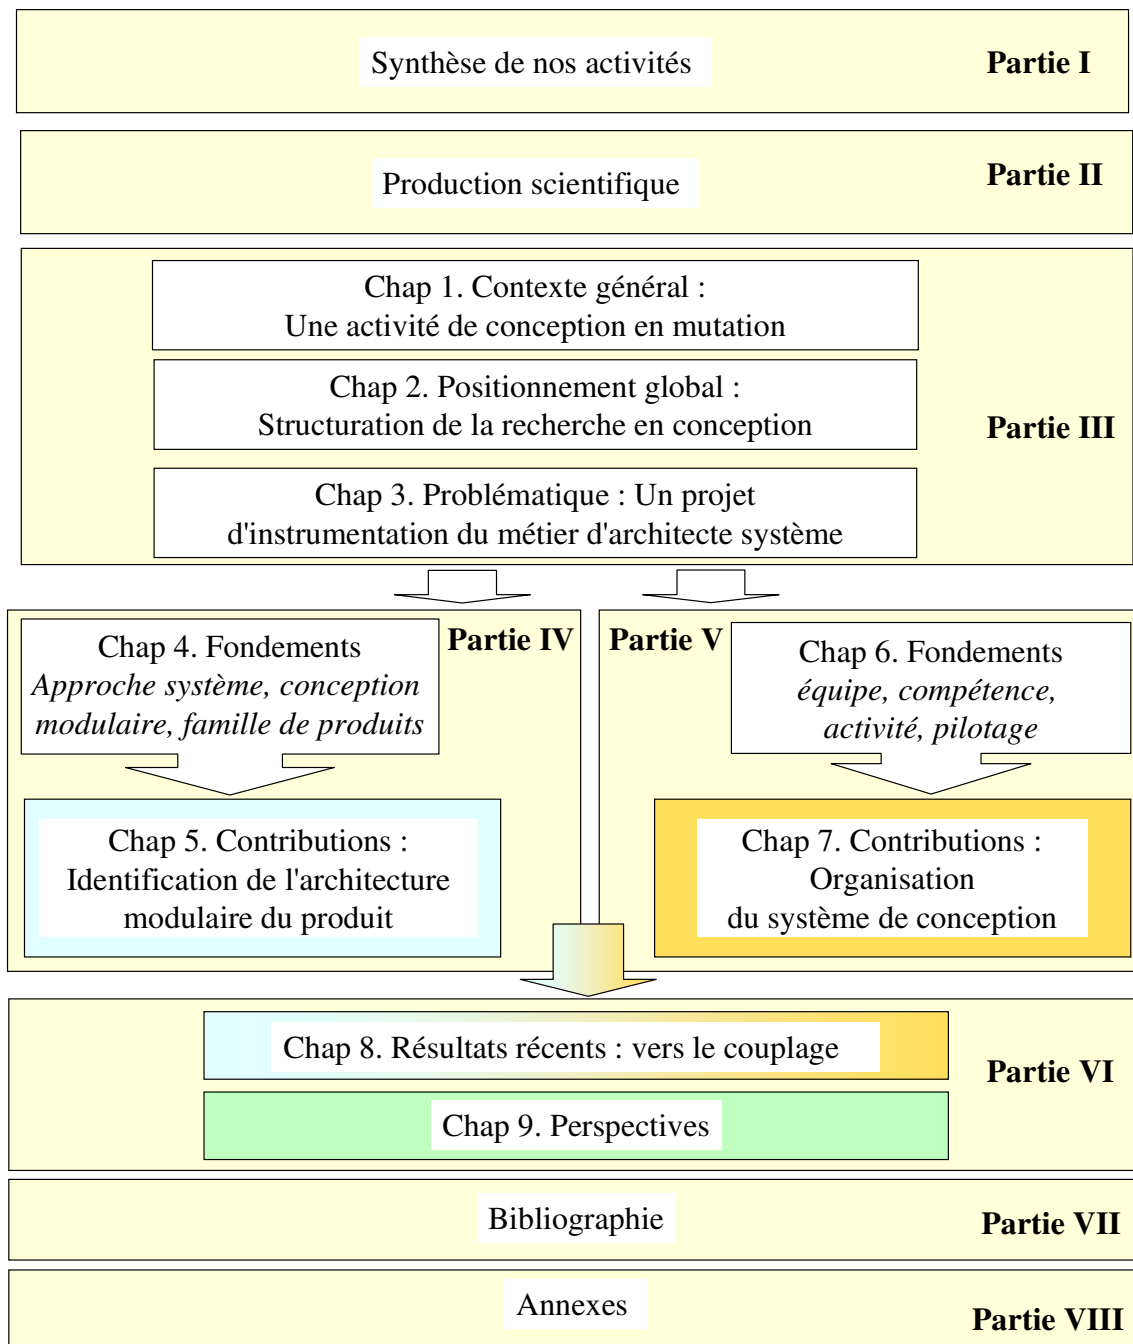 Synthèse de nos activités
Partie I
Production scientifique
Partie II
Chap 1. Contexte général :
Une activité de conception en mutation
Chap 2. Positionnement global :
Structuration de la recherche en conception
Partie III
Chap 3. Problématique : Un projet
d'instrumentation du métier d'architecte système
Partie IV
Chap 4. Fondements
Approche système, conception
modulaire, famille de produits
Chap 5. Contributions :
Identification de l'architecture
modulaire du produit
Partie V
Chap 6. Fondements
équipe, compétence,
activité, pilotage
Chap 7. Contributions :
Organisation
du système de conception
Chap 8. Résultats récents : vers le couplage
Partie VI
Chap 9. Perspectives
Bibliographie
Partie VII
Annexes
Partie VIII